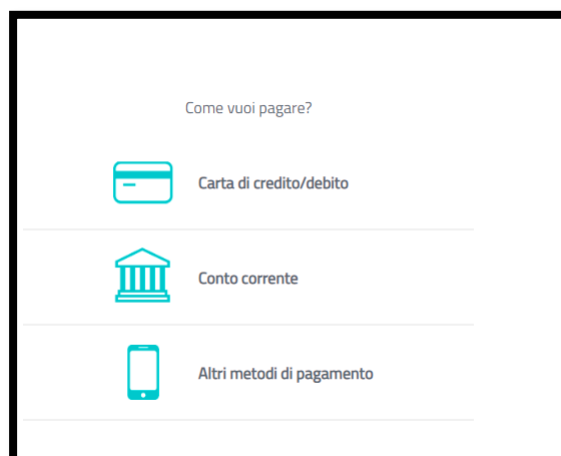 Come vuoi pagare?
Carta di credito/debito
Conto corrente
Altri metodi di pagamento